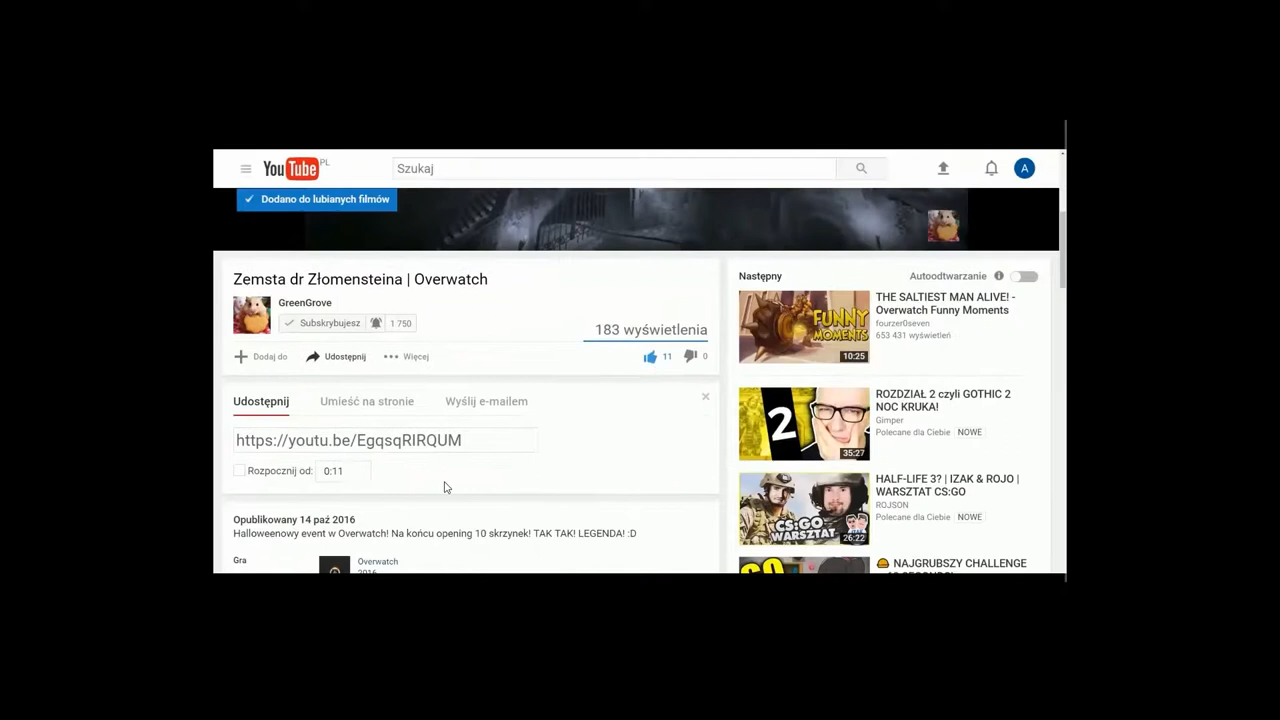 YouTube PL
Szukaj
A
Dodano do lubianych filmów
Zemsta dr Złomensteina | Overwatch
GreenGrove
Subskrybujesz 1 750
183 wyświetlenia
Dodaj do Udostępnij Więcej
11 0
Udostępnij Umieść na stronie Wyślij e-mailem
https://youtu.be/EgqsqRIRQUM
Rozpocznij od: 0:11
Opublikowany 14 paź 2016
Halloweenowy event w Overwatch! Na końcu opening 10 skrzynek! TAK TAK! LEGENDA! :D
Gra
Overwatch
2016
Następny
Autoodtwarzanie
FUNNY
MOMENTS
10:25
THE SALTIEST MAN ALIVE! -
Overwatch Funny Moments
fourzer0seven
653 431 wyświetleń
2
35:27
ROZDZIAŁ 2 czyli GOTHIC 2
NOC KRUKA!
Gimper
Polecane dla Ciebie NOWE
CS:GO
WARSZTAT
26:22
HALF-LIFE 3? | IZAK & ROJO |
WARSZTAT CS:GO
ROJSON
Polecane dla Ciebie NOWE
NAJGRUBSZY CHALLENGE